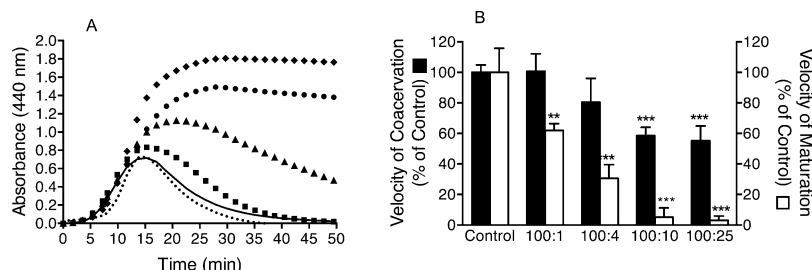 A
Absorbance (440 nm)
2.0
1.8
1.6
1.4
1.2
1.0
0.8
0.6
0.4
0.2
0.0
0 5 10 15 20 25 30 35 40 45 50
Time (min)
B
Velocity of Coacervation
(% of Control)
120
100
80
60
40
20
0
** *** *** *** *** ***
Control 100:1 100:4 100:10 100:25
120
100
80
60
40
20
0
Velocity of Maturation
(% of Control)